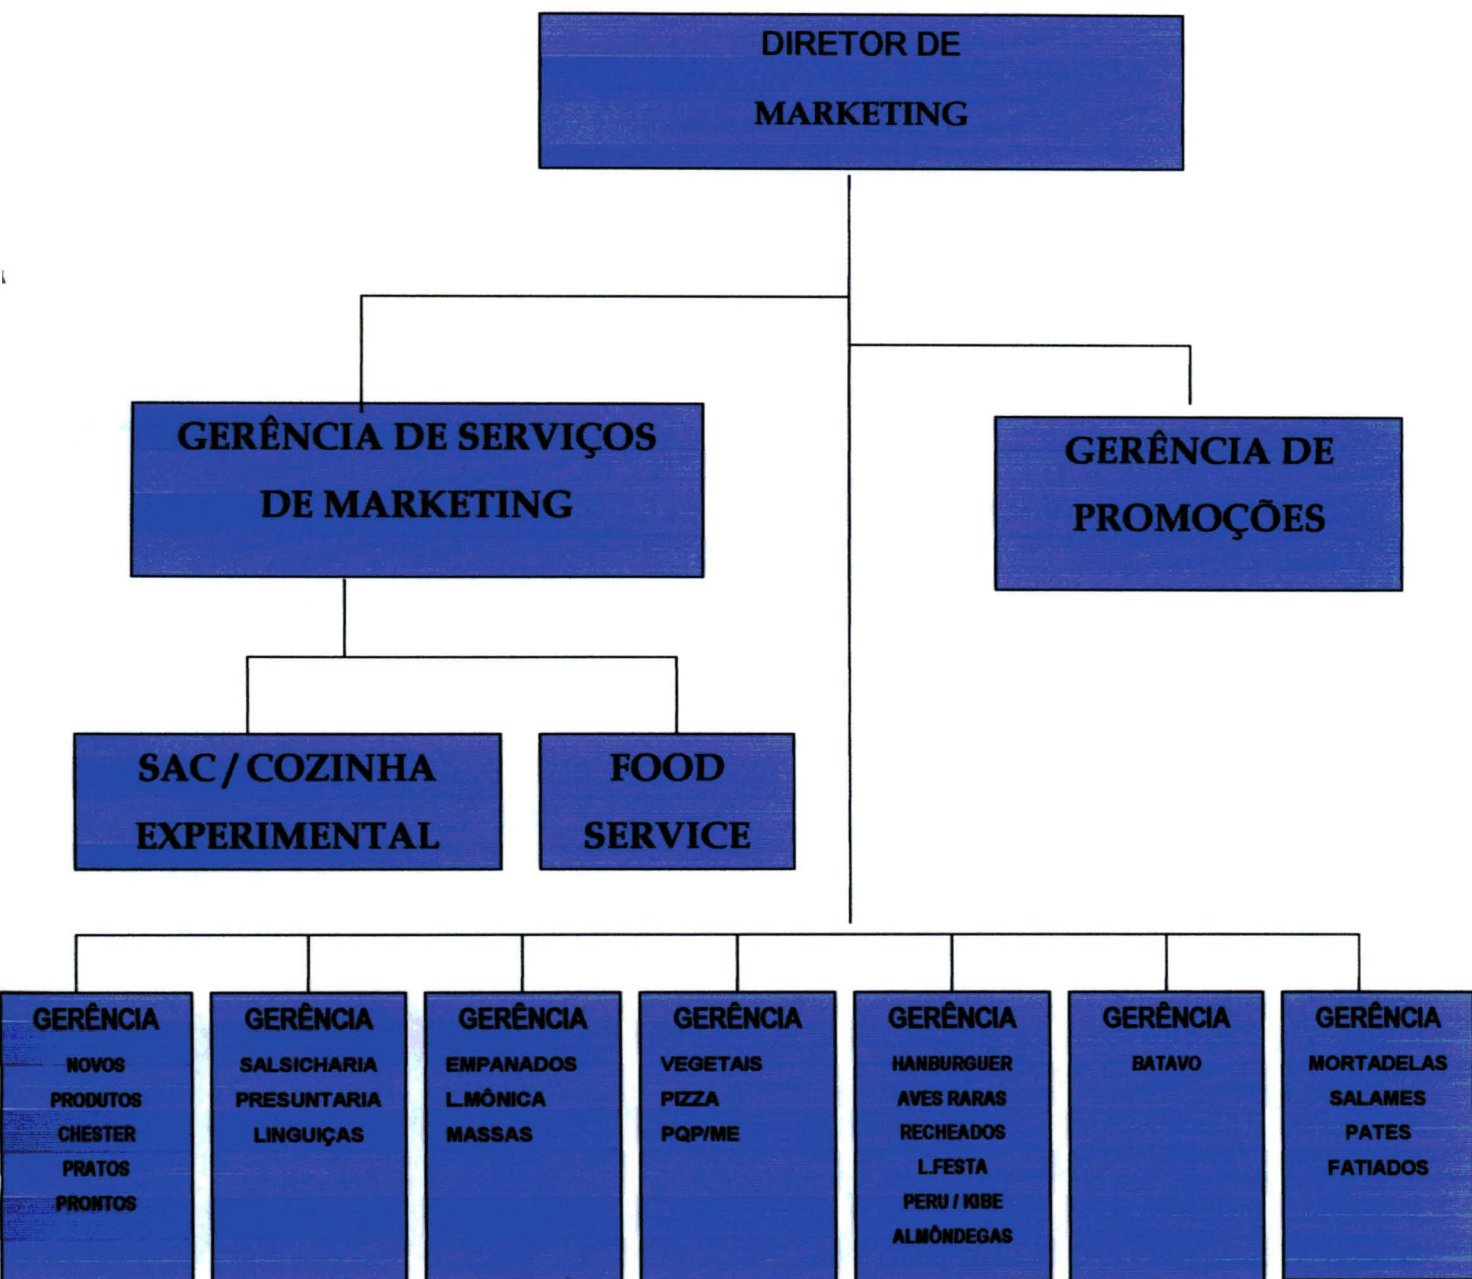 DIRETOR DE
MARKETING
GERÊNCIA DE SERVIÇOS
DE MARKETING
GERÊNCIA DE
PROMOÇÕES
SAC / COZINHA
EXPERIMENTAL
FOOD
SERVICE
GERÊNCIA
NOVOS
PRODUTOS
CHESTER
PRATOS
PRONTOS
GERÊNCIA
SALSICHARIA
PRESUNTARIA
LINGUIÇAS
GERÊNCIA
EMPANADOS
L.MÔNICA
MASSAS
GERÊNCIA
VEGETAIS
PIZZA
PQP/ME
GERÊNCIA
HANBURGUER
AVES RARAS
RECHEADOS
L.FESTA
PERU / KIBE
ALMÔNDEGAS
GERÊNCIA
BATAVO
GERÊNCIA
MORTADELAS
SALAMES
PATES
FATIADOS